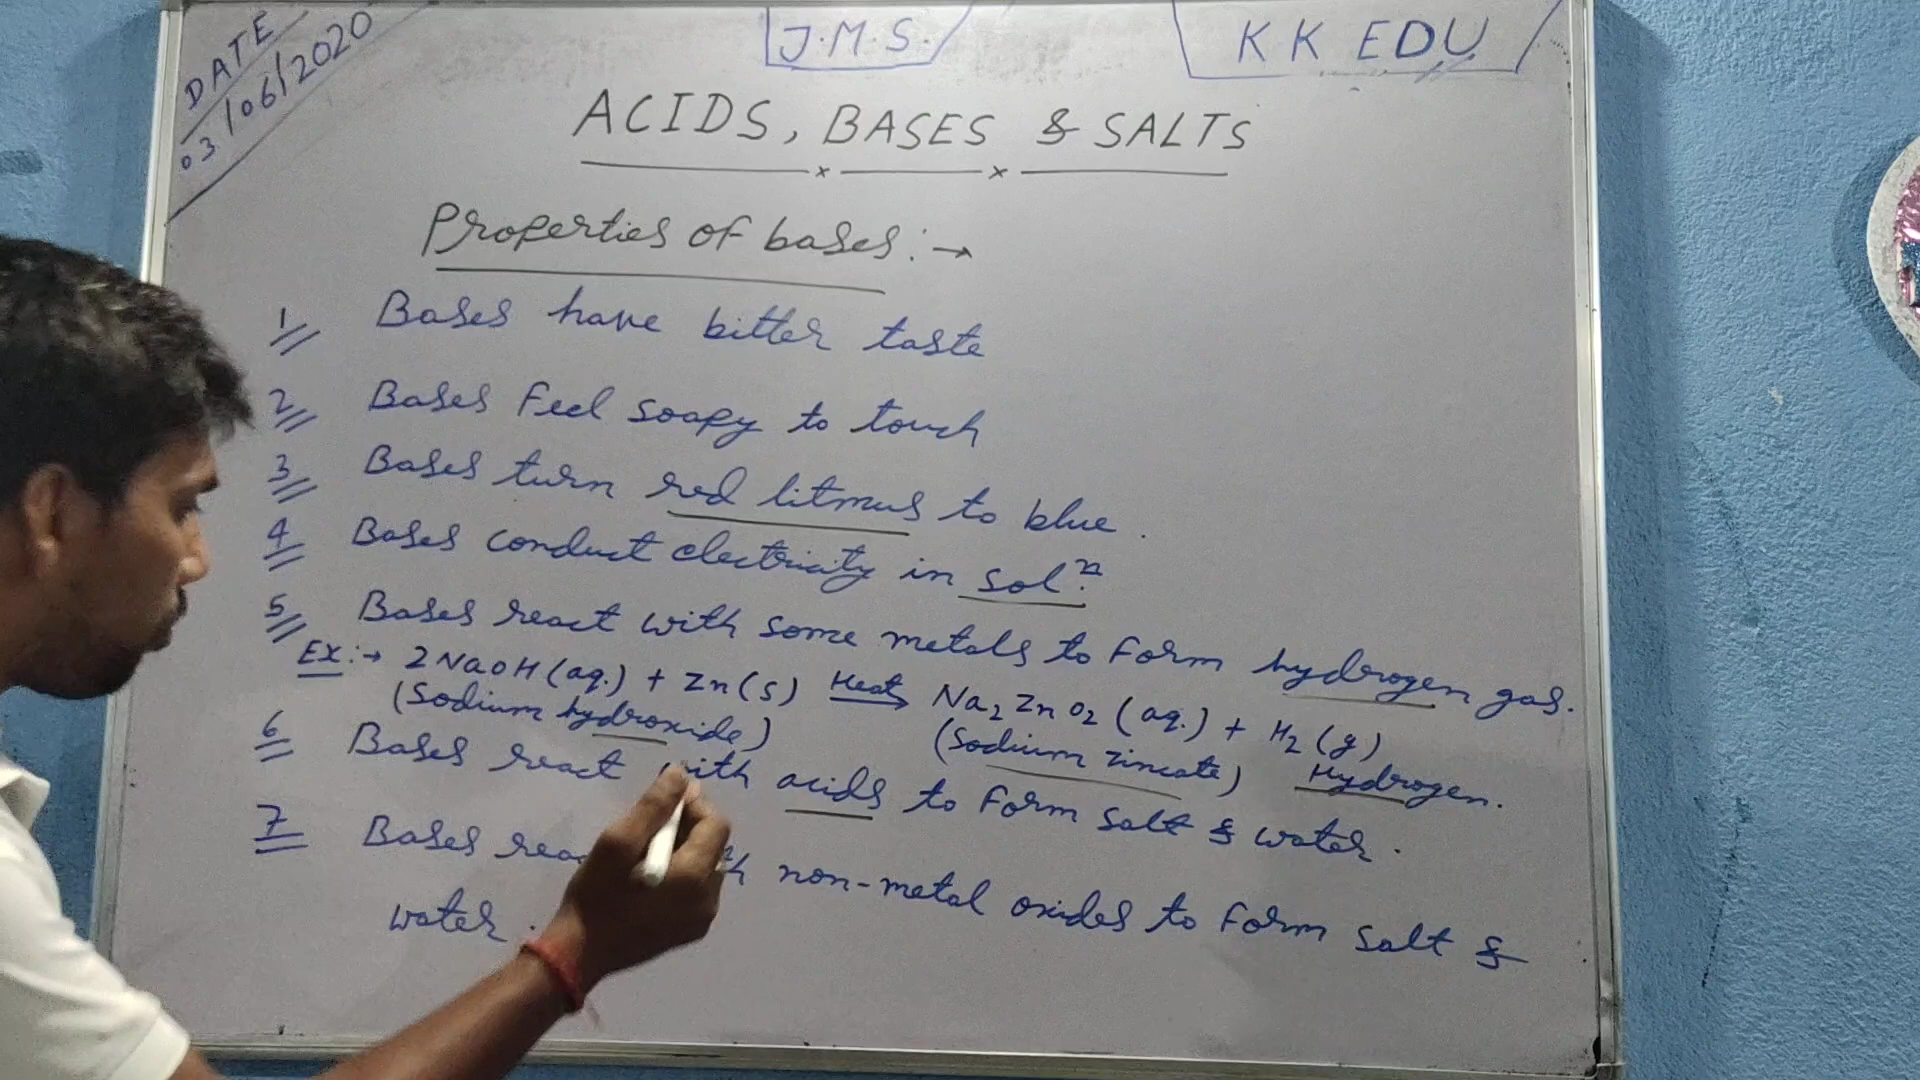 DATE
03/06/2020
J.M.S.
KK EDU
ACIDS, BASES & SALTS
Properties of bases:→
1 Bases have bitter taste
2 Bases Feel soapy to touch
3 Bases turn red litmus to blue.
4 Bases conduct electricity in solⁿ.
5 Bases react with some metals to form hydrogen gas.
Ex:→ 2NaOH(aq.) + Zn(s) Heat→ Na₂ZnO₂(aq.) + H₂(g)
(Sodium hydroxide) (Sodium zincate) Hydrogen.
6 Bases react with acids to form salt & water.
7 Bases non-metal oxides to form salt &
water.